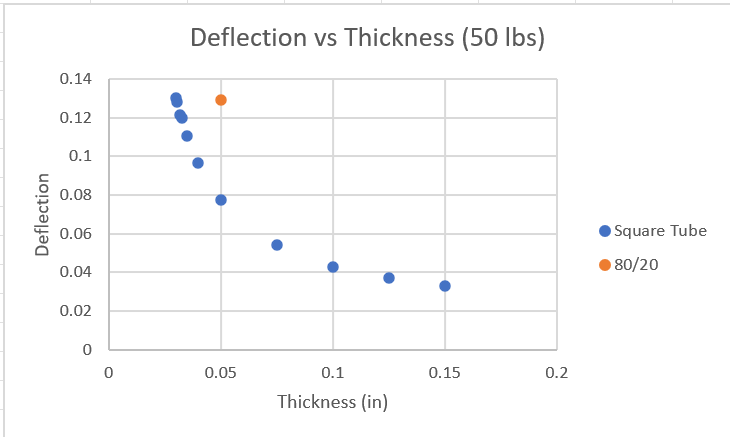 Deflection vs Thickness (50 lbs)
0.14
0.12
0.1
0.08
0.06
0.04
0.02
0
Deflection
0 0.05 0.1 0.15 0.2
Thickness (in)
Square Tube
80/20